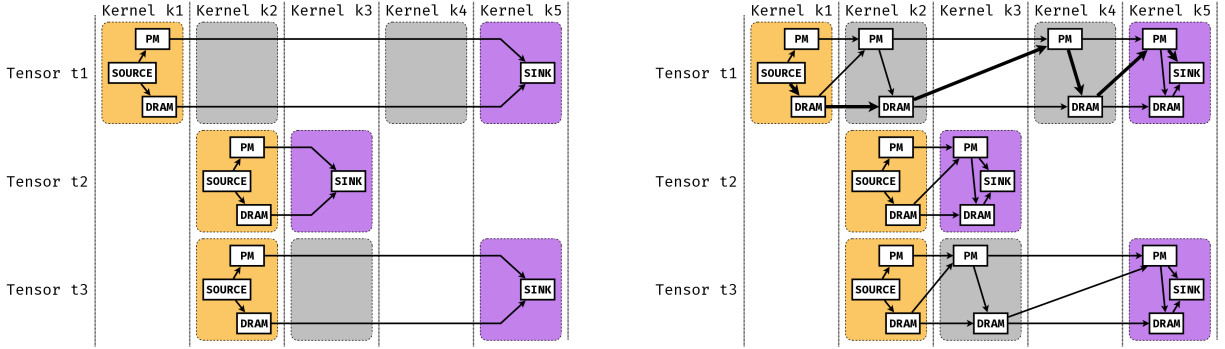 Kernel k1 Kernel k2 Kernel k3 Kernel k4 Kernel k5
PM
Tensor t1 SOURCE SINK
DRAM
PM
Tensor t2 SOURCE SINK
DRAM
PM
Tensor t3 SOURCE SINK
DRAM
Kernel k1 Kernel k2 Kernel k3 Kernel k4 Kernel k5
PM PM PM PM
Tensor t1 SOURCE SINK
DRAM DRAM DRAM DRAM
PM PM
Tensor t2 SOURCE SINK
DRAM DRAM
PM PM PM
Tensor t3 SOURCE SINK
DRAM DRAM DRAM